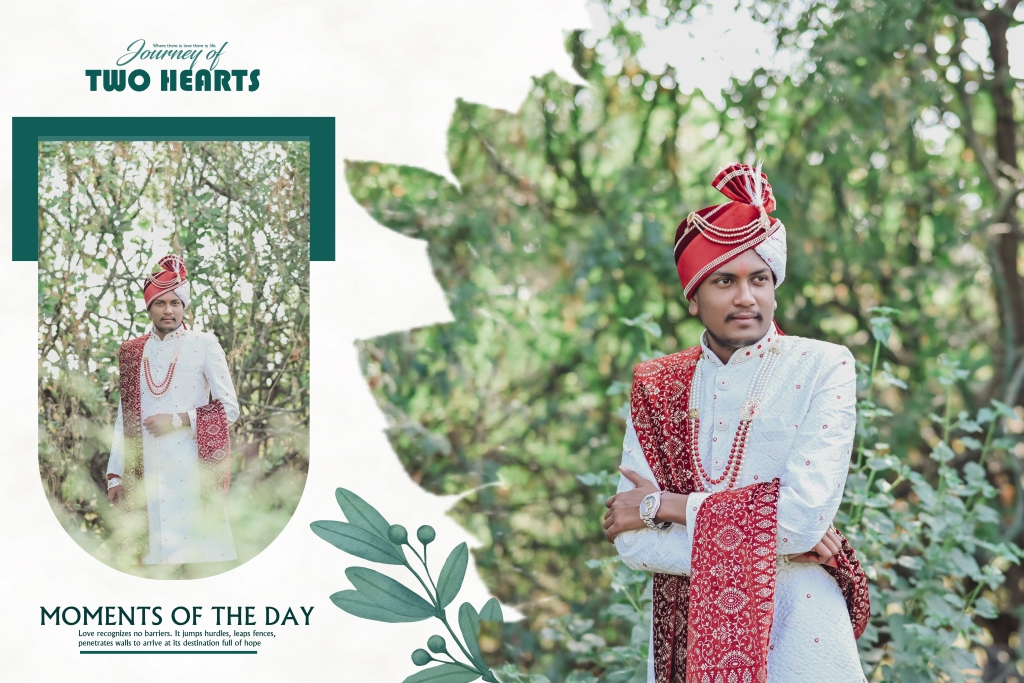 Where there is love there is life
Journey of
TWO HEARTS
MOMENTS OF THE DAY
Love recognizes no barriers. It jumps hurdles, leaps fences,
penetrates walls to arrive at its destination full of hope